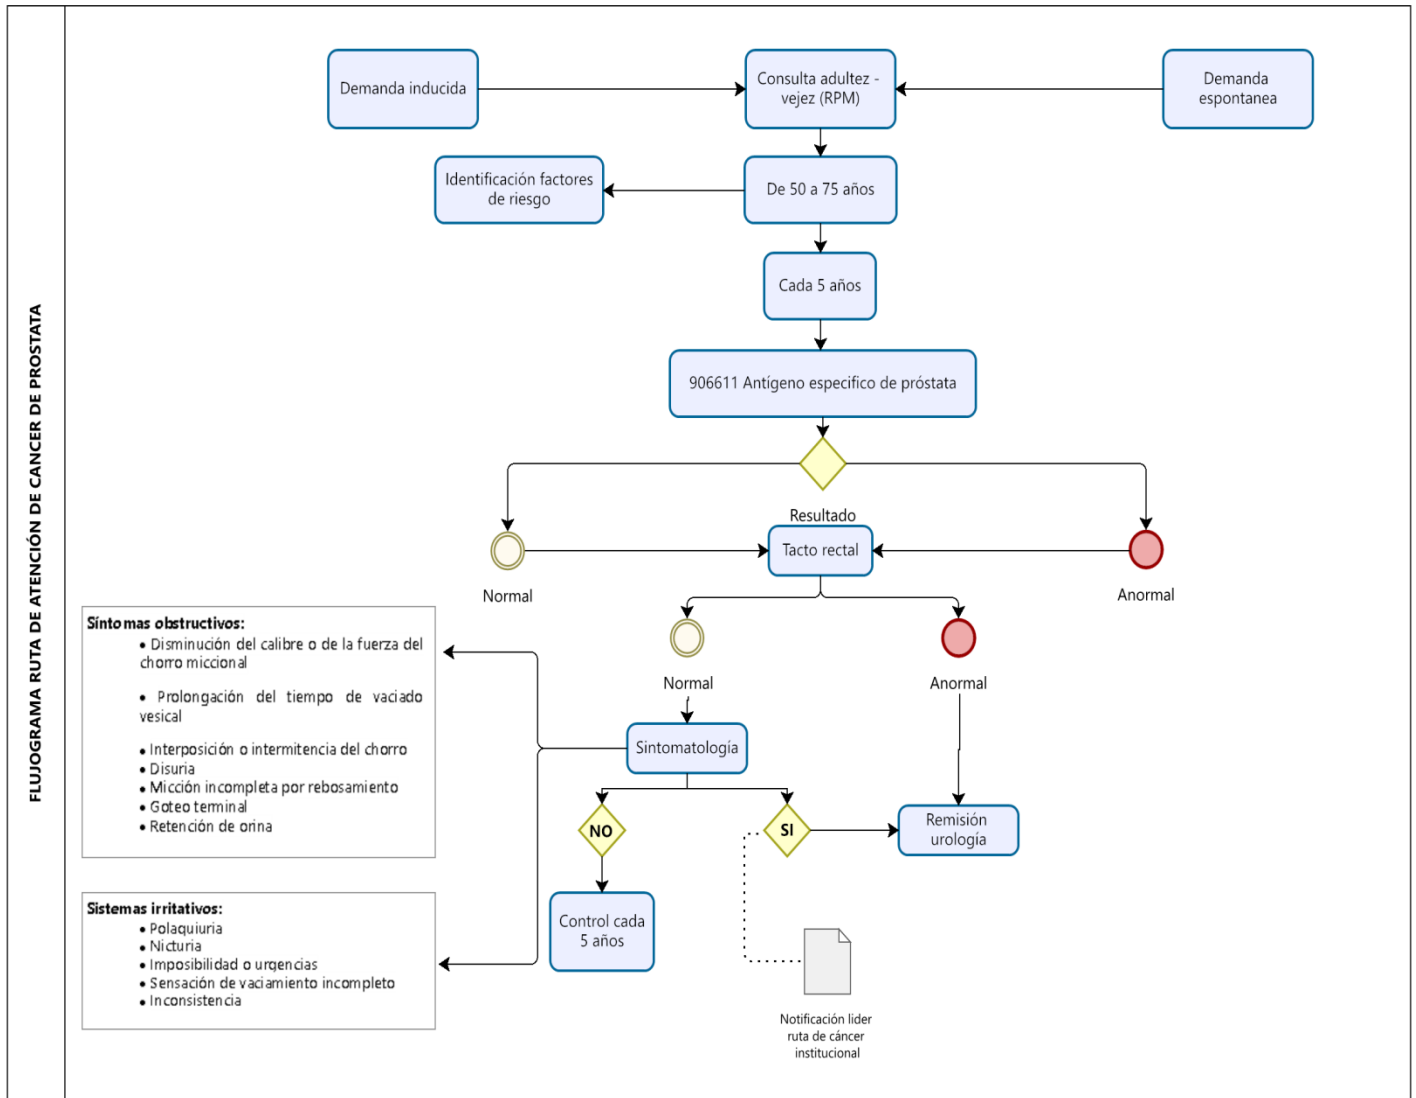 FLUJOGRAMA RUTA DE ATENCIÓN DE CANCER DE PROSTATA
Demanda inducida
Consulta adultez -
vejez (RPM)
Demanda
espontanea
Identificación factores
de riesgo
De 50 a 75 años
Cada 5 años
906611 Antígeno especifico de próstata
Resultado
Tacto rectal
Normal
Anormal
Normal
Anormal
Síntomas obstructivos:
• Disminución del calibre o de la fuerza del
chorro miccional
• Prolongación del tiempo de vaciado
vesical
• Interposición o intermitencia del chorro
• Disuria
• Micción incompleta por rebosamiento
• Goteo terminal
• Retención de orina
Sintomatología
NO
SI
Remisión
urología
Control cada
5 años
Sistemas irritativos:
• Polaquiuria
• Nicturia
• Imposibilidad o urgencias
• Sensación de vaciamiento incompleto
• Inconsistencia
Notificación lider
ruta de cáncer
institucional